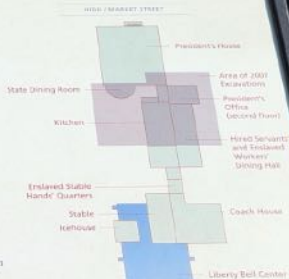 HIGH / MARKET STREET
President's House
State Dining Room
Area of 2007
Excavations
President's
Office
(second floor)
Kitchen
Hired Servants'
and Enslaved
Workers'
Dining Hall
Enslaved Stable
Hands' Quarters
Stable
Coach House
Icehouse
Liberty Bell Center